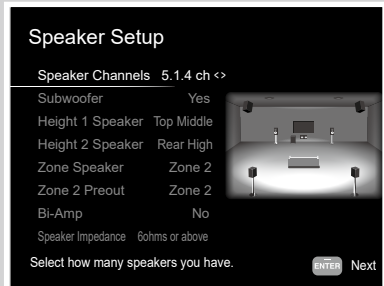 Speaker Setup
Speaker Channels 5.1.4 ch <>
Subwoofer Yes
Height 1 Speaker Top Middle
Height 2 Speaker Rear High
Zone Speaker Zone 2
Zone 2 Preout Zone 2
Bi-Amp No
Speaker Impedance 6ohms or above
Select how many speakers you have.
ENTER Next